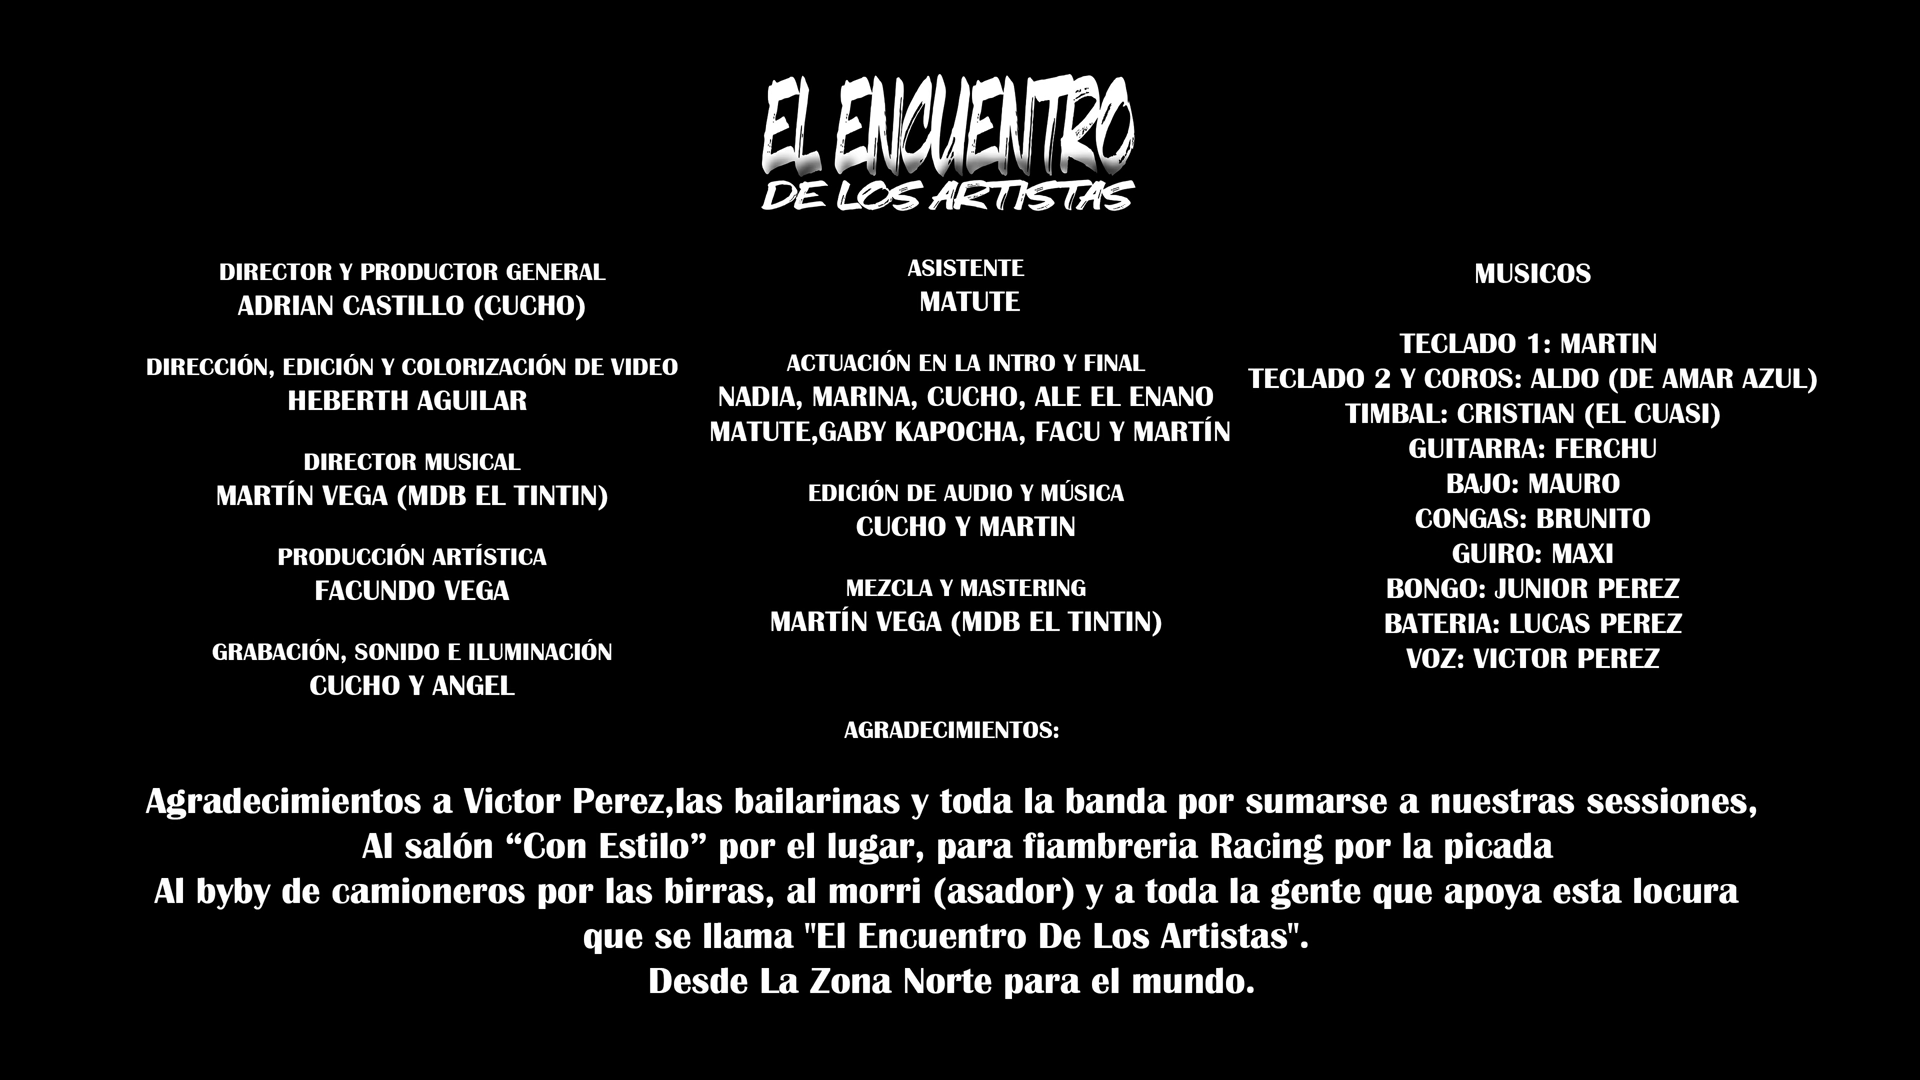 EL ENCUENTRO
DE LOS ARTISTAS
DIRECTOR Y PRODUCTOR GENERAL
ADRIAN CASTILLO (CUCHO)
DIRECCIÓN, EDICIÓN Y COLORIZACIÓN DE VIDEO
HEBERTH AGUILAR
DIRECTOR MUSICAL
MARTÍN VEGA (MDB EL TINTIN)
PRODUCCIÓN ARTÍSTICA
FACUNDO VEGA
GRABACIÓN, SONIDO E ILUMINACIÓN
CUCHO Y ANGEL
ASISTENTE
MATUTE
ACTUACIÓN EN LA INTRO Y FINAL
NADIA, MARINA, CUCHO, ALE EL ENANO
MATUTE,GABY KAPOCHA, FACU Y MARTÍN
EDICIÓN DE AUDIO Y MÚSICA
CUCHO Y MARTIN
MEZCLA Y MASTERING
MARTÍN VEGA (MDB EL TINTIN)
MUSICOS
TECLADO 1: MARTIN
TECLADO 2 Y COROS: ALDO (DE AMAR AZUL)
TIMBAL: CRISTIAN (EL CUASI)
GUITARRA: FERCHU
BAJO: MAURO
CONGAS: BRUNITO
GUIRO: MAXI
BONGO: JUNIOR PEREZ
BATERIA: LUCAS PEREZ
VOZ: VICTOR PEREZ
AGRADECIMIENTOS:
Agradecimientos a Victor Perez,las bailarinas y toda la banda por sumarse a nuestras sessiones,
Al salón “Con Estilo” por el lugar, para fiambreria Racing por la picada
Al byby de camioneros por las birras, al morri (asador) y a toda la gente que apoya esta locura
que se llama "El Encuentro De Los Artistas".
Desde La Zona Norte para el mundo.